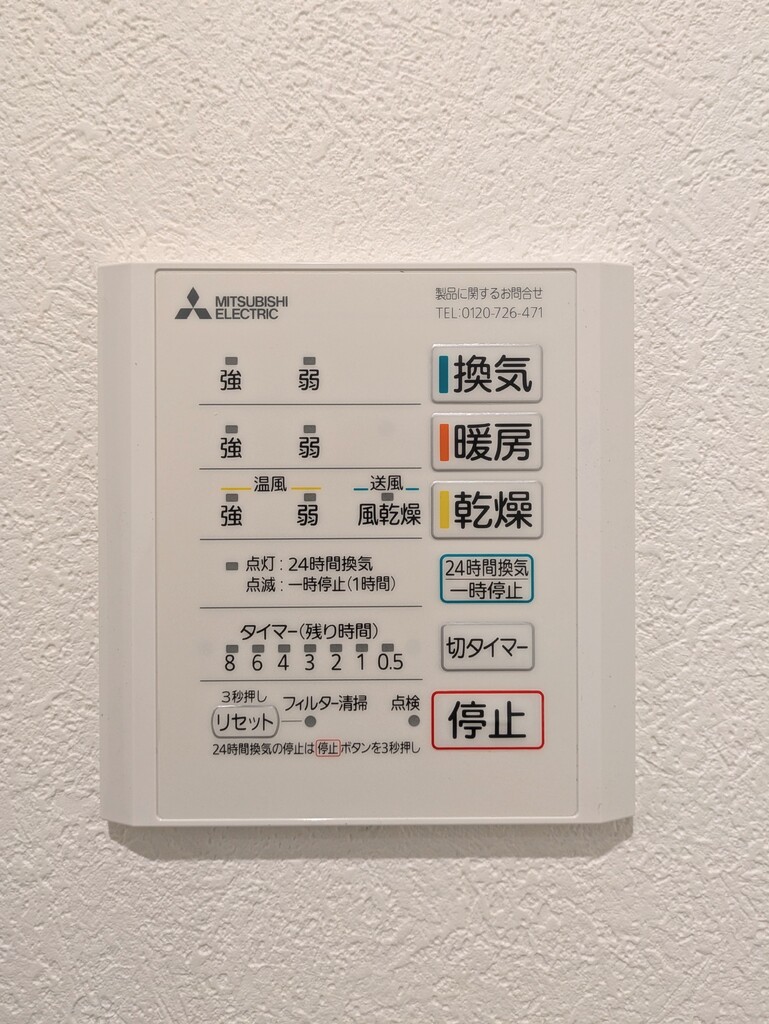 MITSUBISHI
ELECTRIC
製品に関するお問合せ
TEL:0120-726-471
強 弱 換気
強 弱 暖房
温風 送風
強 弱 風乾燥 乾燥
点灯：24時間換気
点滅：一時停止(1時間)
24時間換気
一時停止
タイマー(残り時間)
8 6 4 3 2 1 0.5
切タイマー
3秒押し
リセット フィルター清掃 点検
停止
24時間換気の停止は停止ボタンを3秒押し